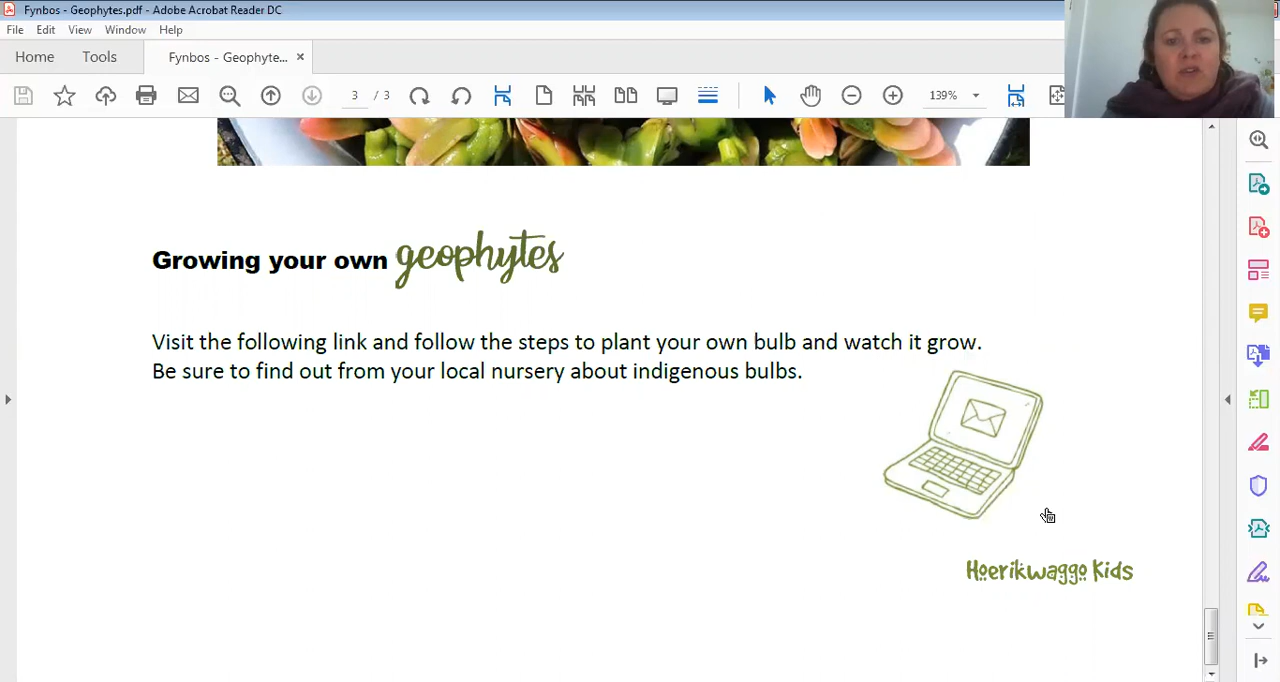 Fynbos - Geophytes.pdf - Adobe Acrobat Reader DC
File Edit View Window Help
Home Tools Fynbos - Geophyte... ×
3 / 3 139%
Growing your own geophytes
Visit the following link and follow the steps to plant your own bulb and watch it grow.
Be sure to find out from your local nursery about indigenous bulbs.
Hoerikwaggo Kids